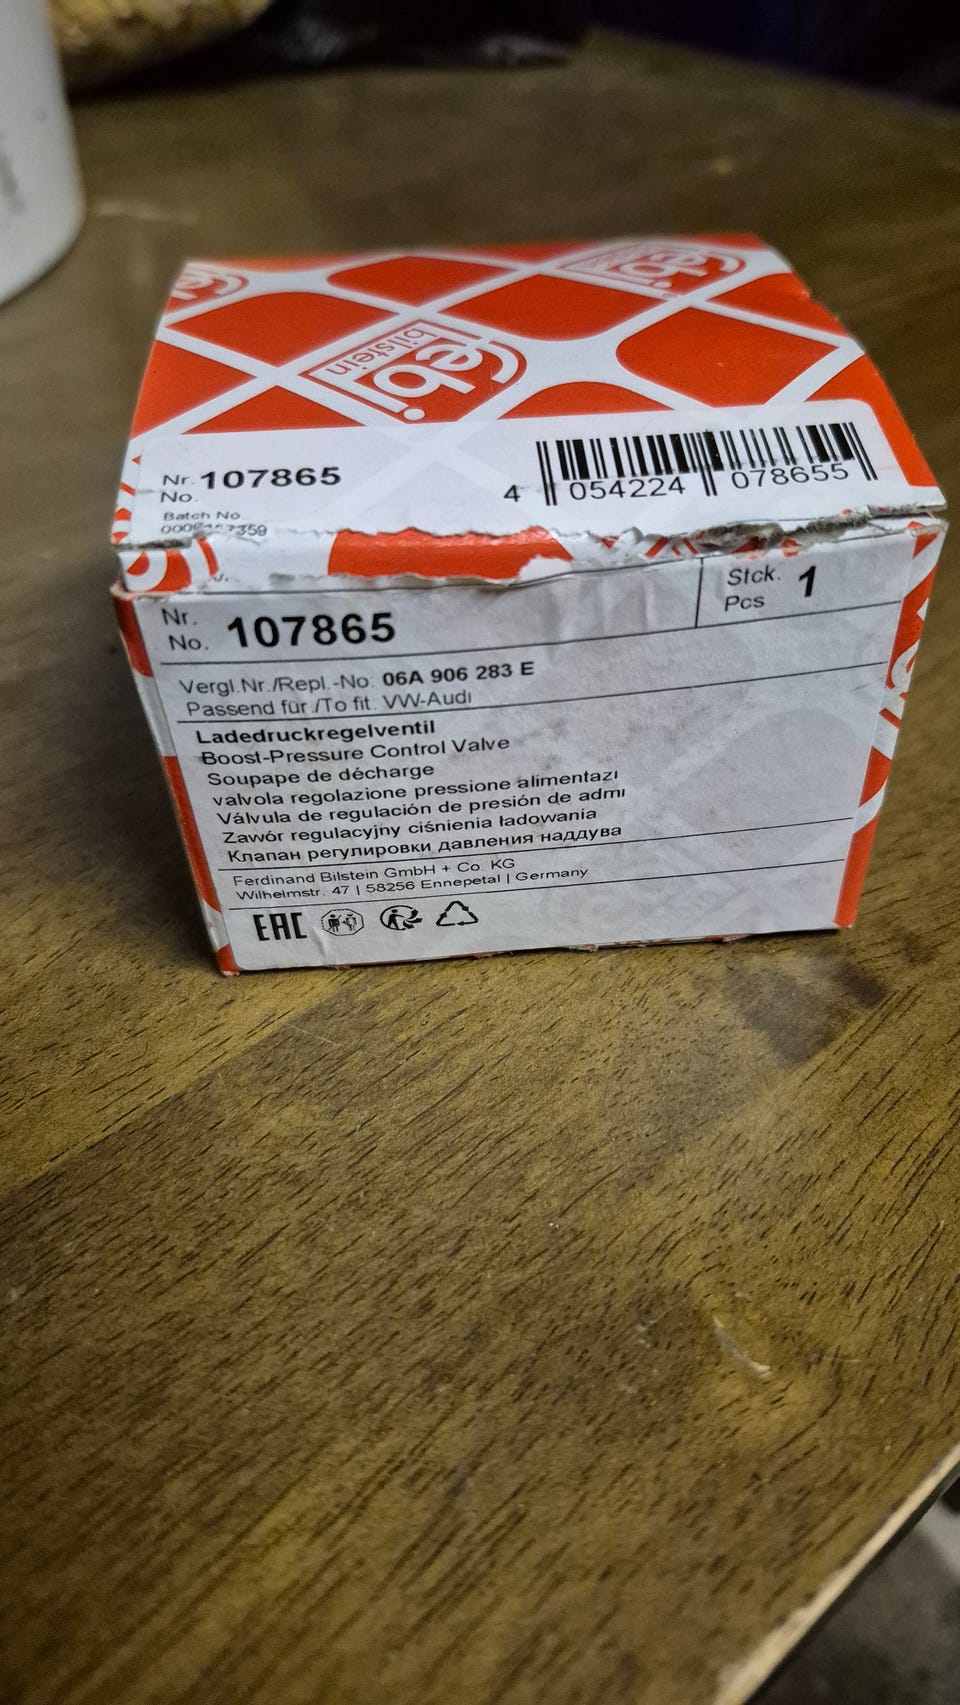 febi
bilstein
febi
Nr. 107865
No.
Batch No
4 054224 078655
Nr.
No. 107865
Stck. 1
Pcs
Vergl.Nr./Repl.-No: 06A 906 283 E
Passend für /To fit: VW-Audi
Ladedruckregelventil
Boost-Pressure Control Valve
Soupape de décharge
valvola regolazione pressione alimentazi
Válvula de regulación de presión de admi
Zawór regulacyjny ciśnienia ładowania
Клапан регулировки давления наддува
Ferdinand Bilstein GmbH + Co. KG
Wilhelmstr. 47 | 58256 Ennepetal | Germany
EAC